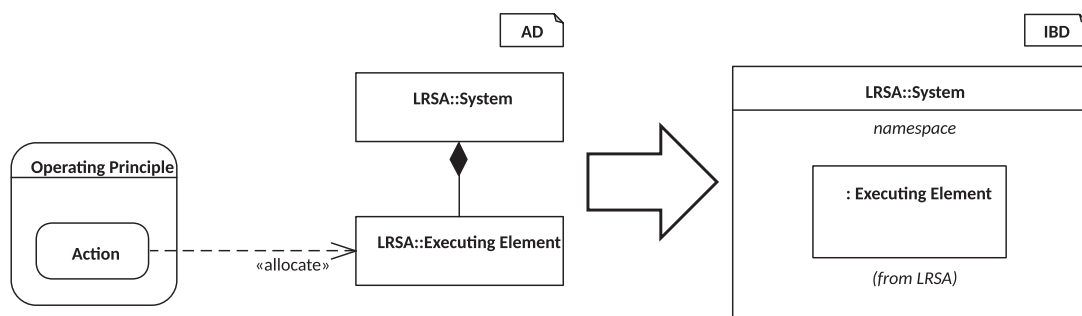 AD
LRSA::System
Operating Principle
Action
«allocate»
LRSA::Executing Element
IBD
LRSA::System
namespace
: Executing Element
(from LRSA)